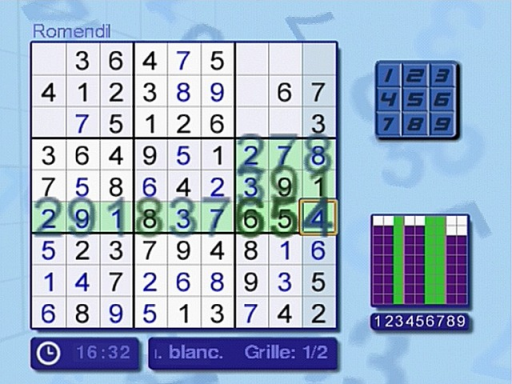 Romendil
3 6 4 7 5
4 1 2 3 8 9 6 7
7 5 1 2 6 3
3 6 4 9 5 1 2 7 8
7 5 8 6 4 2 3 9 1
2 9 1 8 3 7 6 5 4
5 2 3 7 9 4 8 1 6
1 4 7 2 6 8 9 3 5
6 8 9 5 1 3 7 4 2
1 2 3
4 5 6
7 8 9
123456789
16:32
ı. blanc. Grille: 1/2